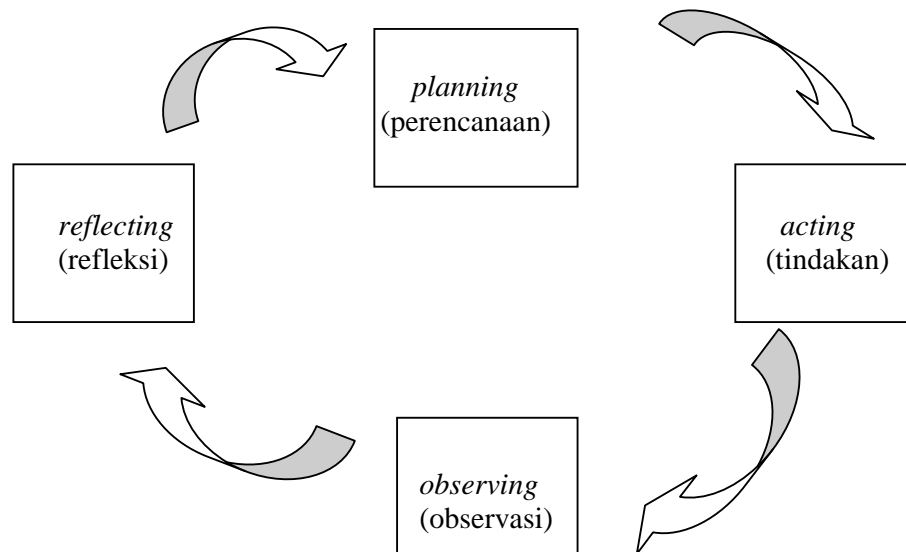 planning
(perencanaan)
reflecting
(refleksi)
acting
(tindakan)
observing
(observasi)